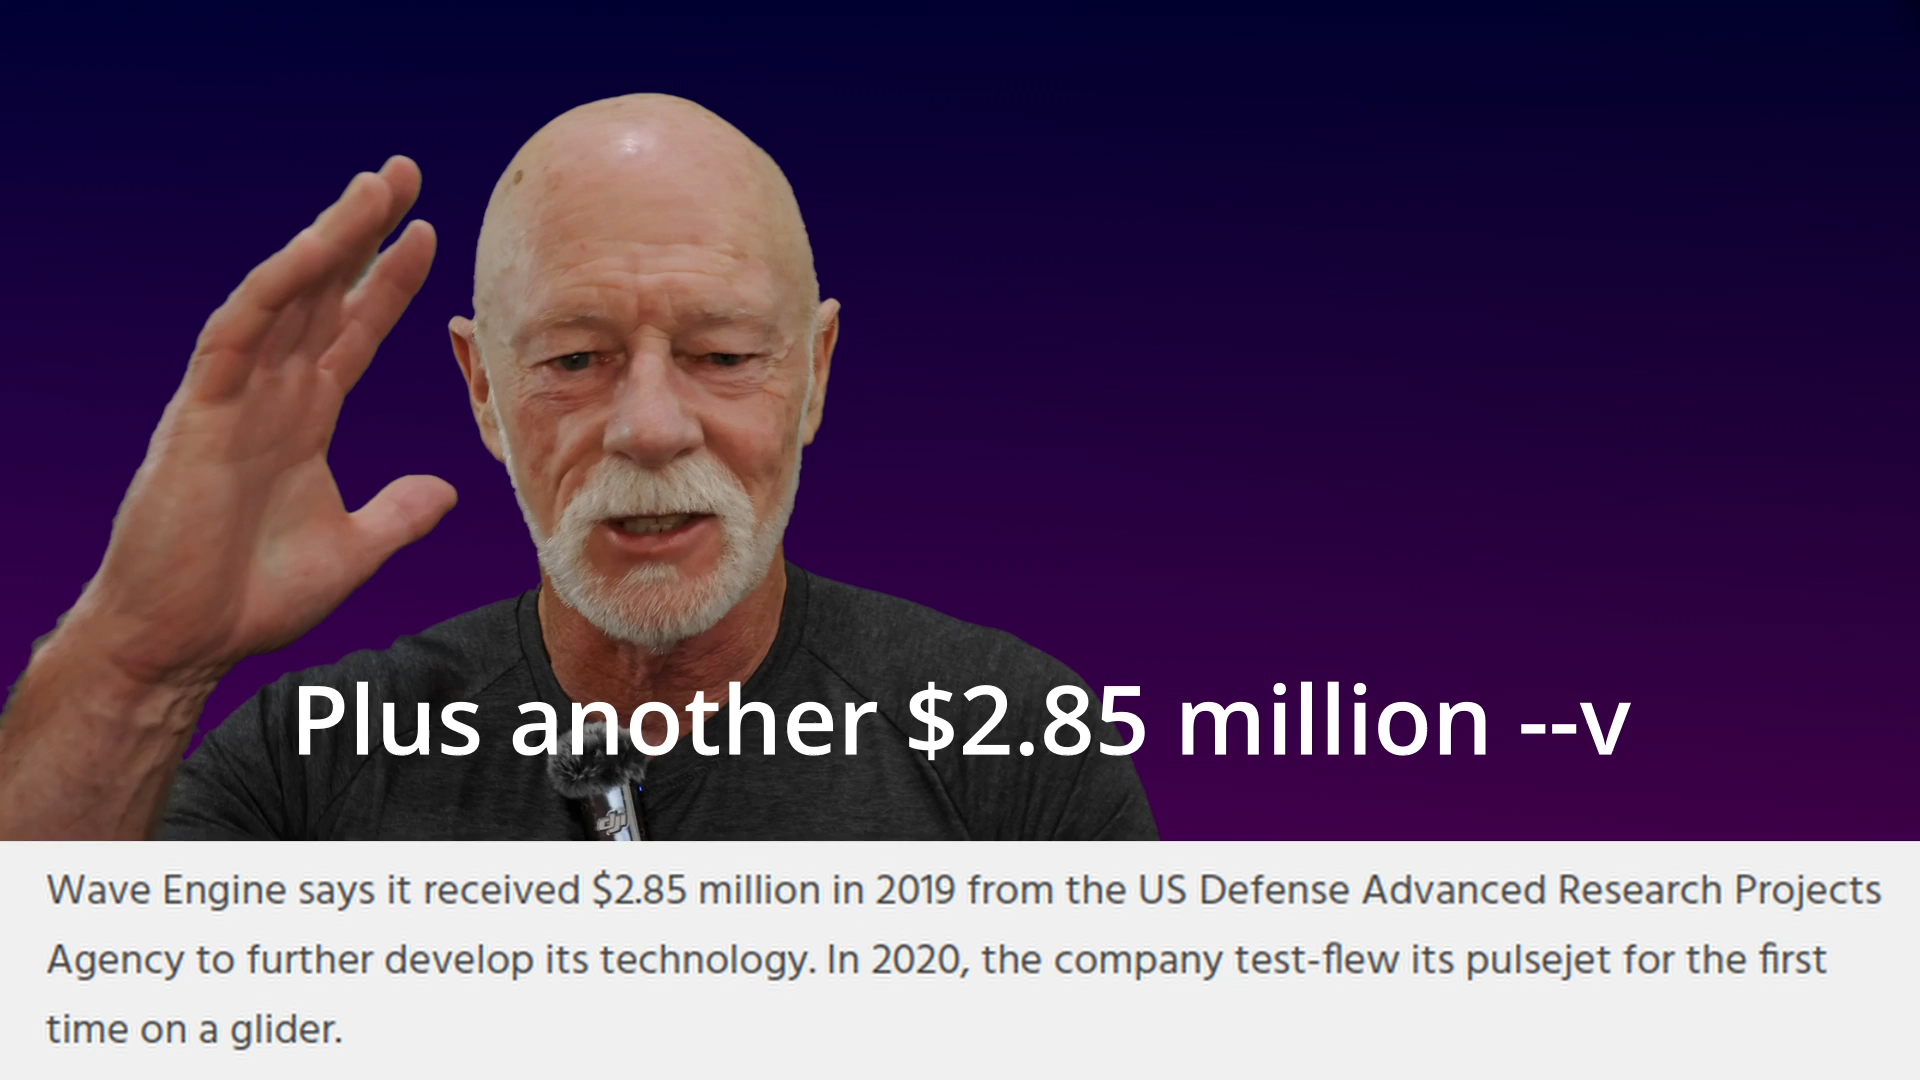 Plus another $2.85 million --v
dji
Wave Engine says it received $2.85 million in 2019 from the US Defense Advanced Research Projects
Agency to further develop its technology. In 2020, the company test-flew its pulsejet for the first
time on a glider.